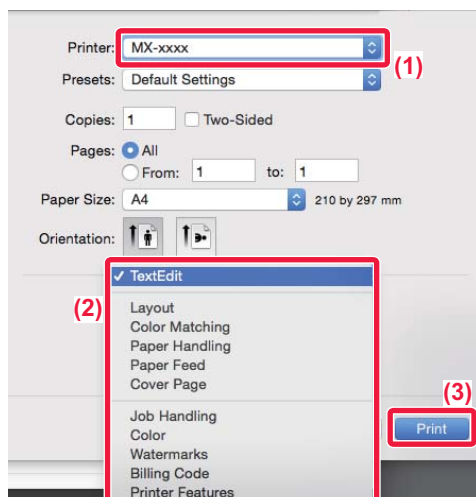 Printer: MX-xxxx
(1)
Presets: Default Settings
Copies: 1 Two-Sided
Pages: All
From: 1 to: 1
Paper Size: A4 210 by 297 mm
Orientation:
✓ TextEdit
(2)
Layout
Color Matching
Paper Handling
Paper Feed
Cover Page
(3)
Job Handling
Print
Color
Watermarks
Billing Code
Printer Features